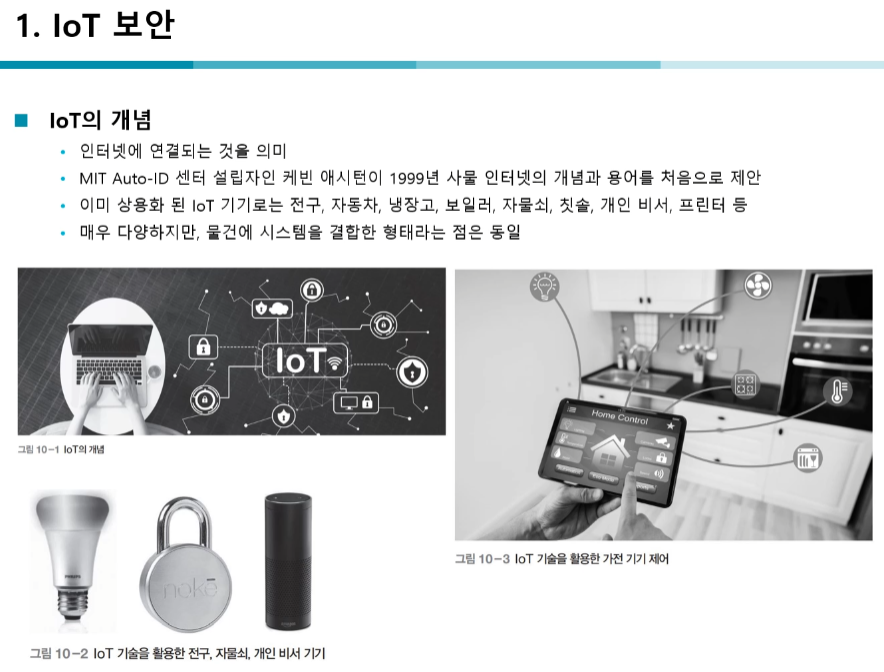 1. IoT 보안
IoT의 개념
인터넷에 연결되는 것을 의미
MIT Auto-ID 센터 설립자인 케빈 애시턴이 1999년 사물 인터넷의 개념과 용어를 처음으로 제안
이미 상용화 된 IoT 기기로는 전구, 자동차, 냉장고, 보일러, 자물쇠, 칫솔, 개인 비서, 프린터 등
매우 다양하지만, 물건에 시스템을 결합한 형태라는 점은 동일
IoT
그림 10-1 IoT의 개념
Home Control
그림 10-3 IoT 기술을 활용한 가전 기기 제어
PHILIPS
noke
그림 10-2 IoT 기술을 활용한 전구, 자물쇠, 개인 비서 기기